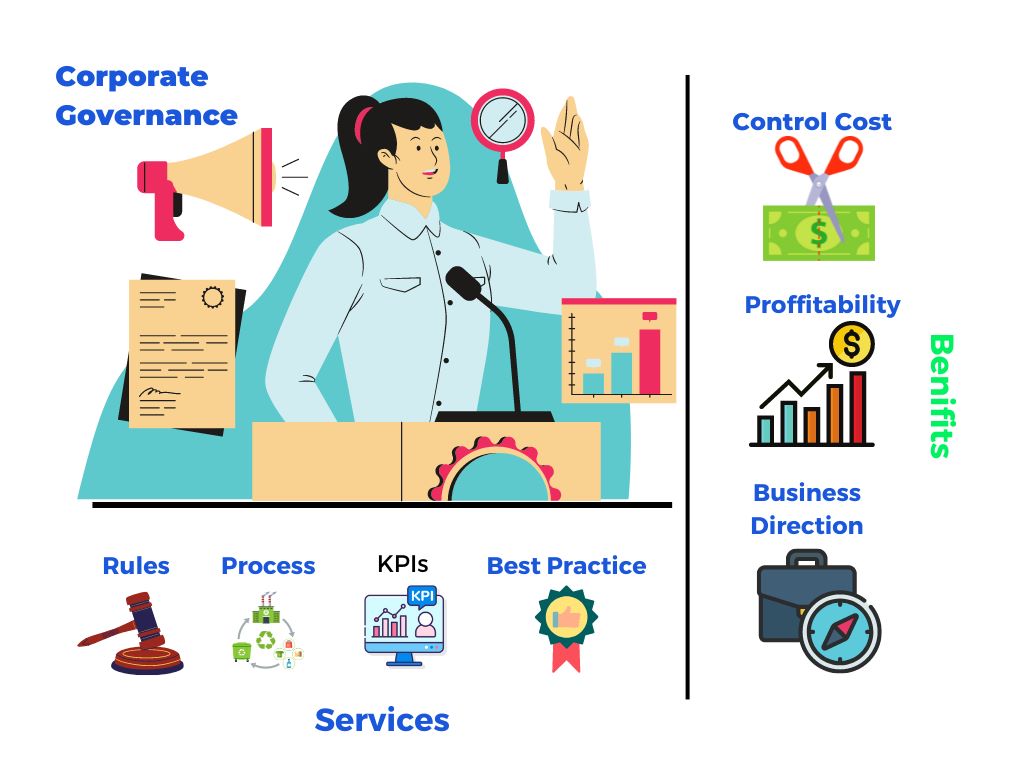 Corporate
Governance
Control Cost
$
Proffitability
$
Benifits
Business
Direction
Rules
Process
KPIs
Best Practice
KPI
Services